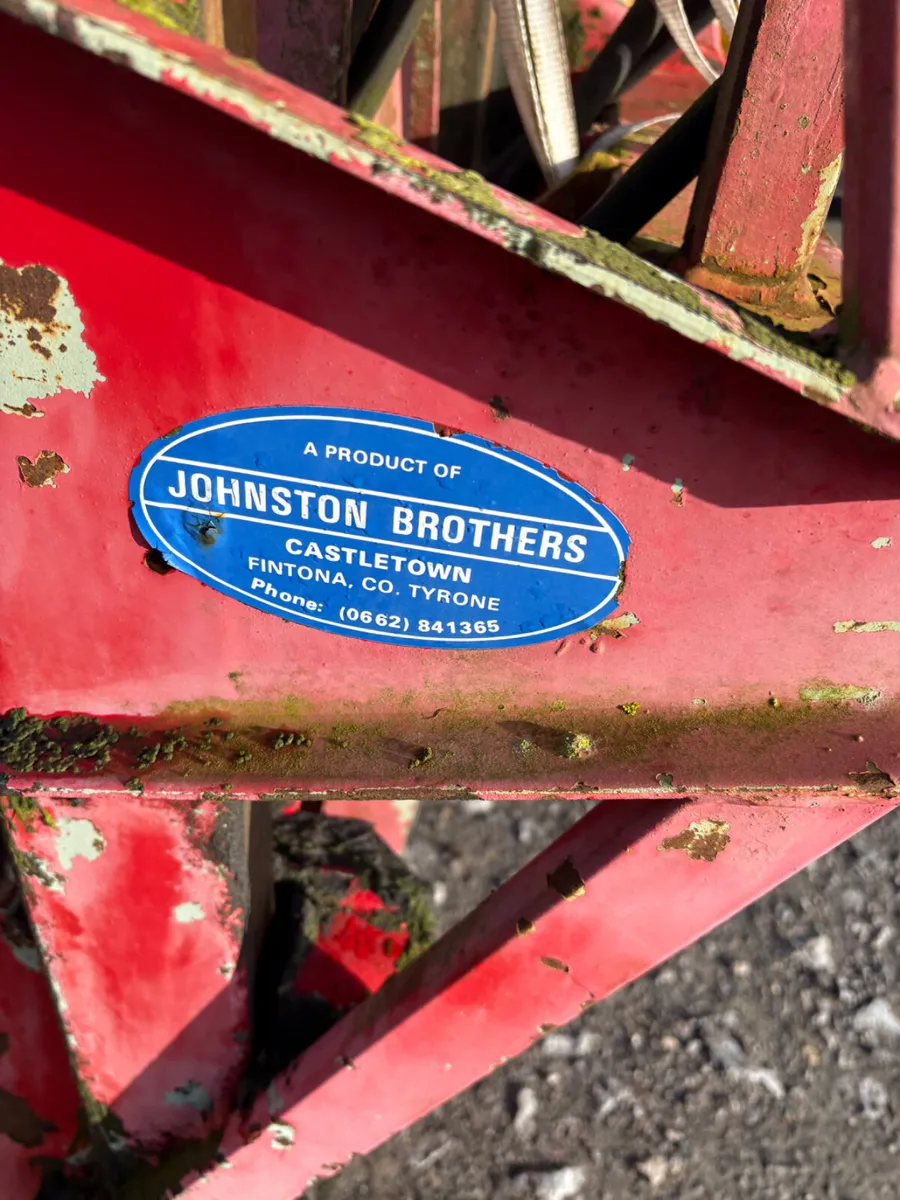 A PRODUCT OF
JOHNSTON BROTHERS
CASTLETOWN
FINTONA, CO. TYRONE
Phone: (0662) 841365